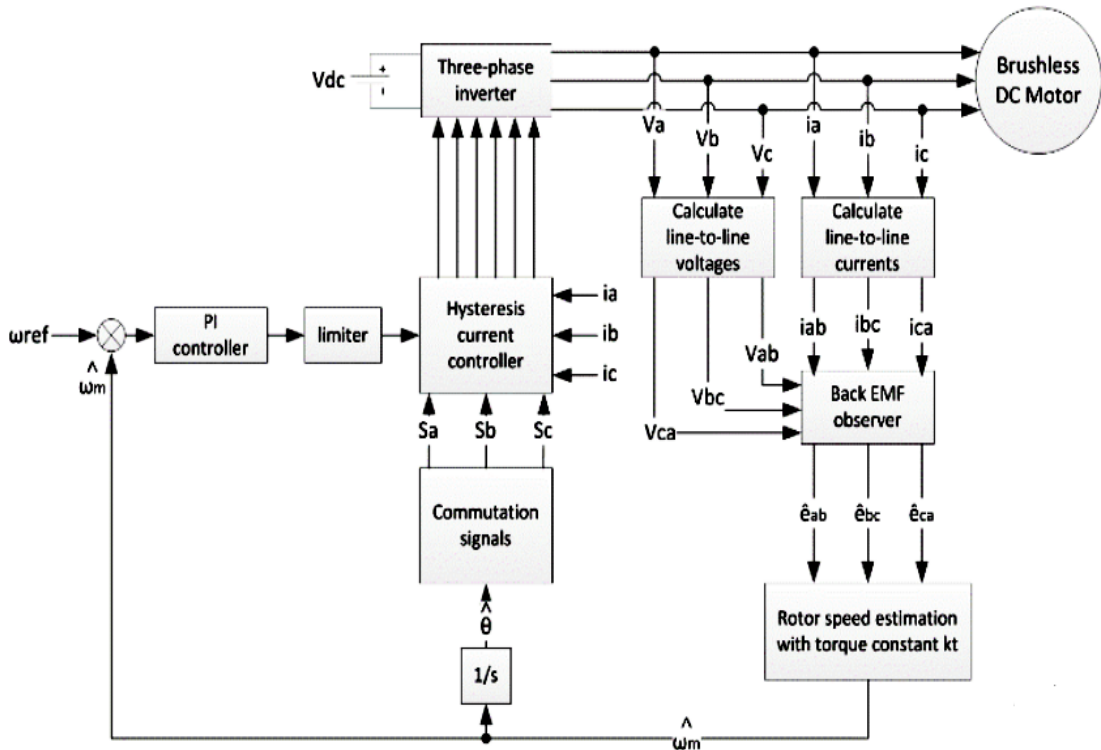 Vdc
+
Three-phase
inverter
Brushless
DC Motor
Va
Vb
Vc
ia
ib
ic
Calculate
line-to-line
voltages
Calculate
line-to-line
currents
ωref
PI
controller
limiter
Hysteresis
current
controller
ia
ib
ic
iab
ibc
ica
Vab
Vbc
Vca
Back EMF
observer
ω̂m
Sa
Sb
Sc
Commutation
signals
êab
êbc
êca
θ̂
Rotor speed estimation
with torque constant kt
1/s
ω̂m